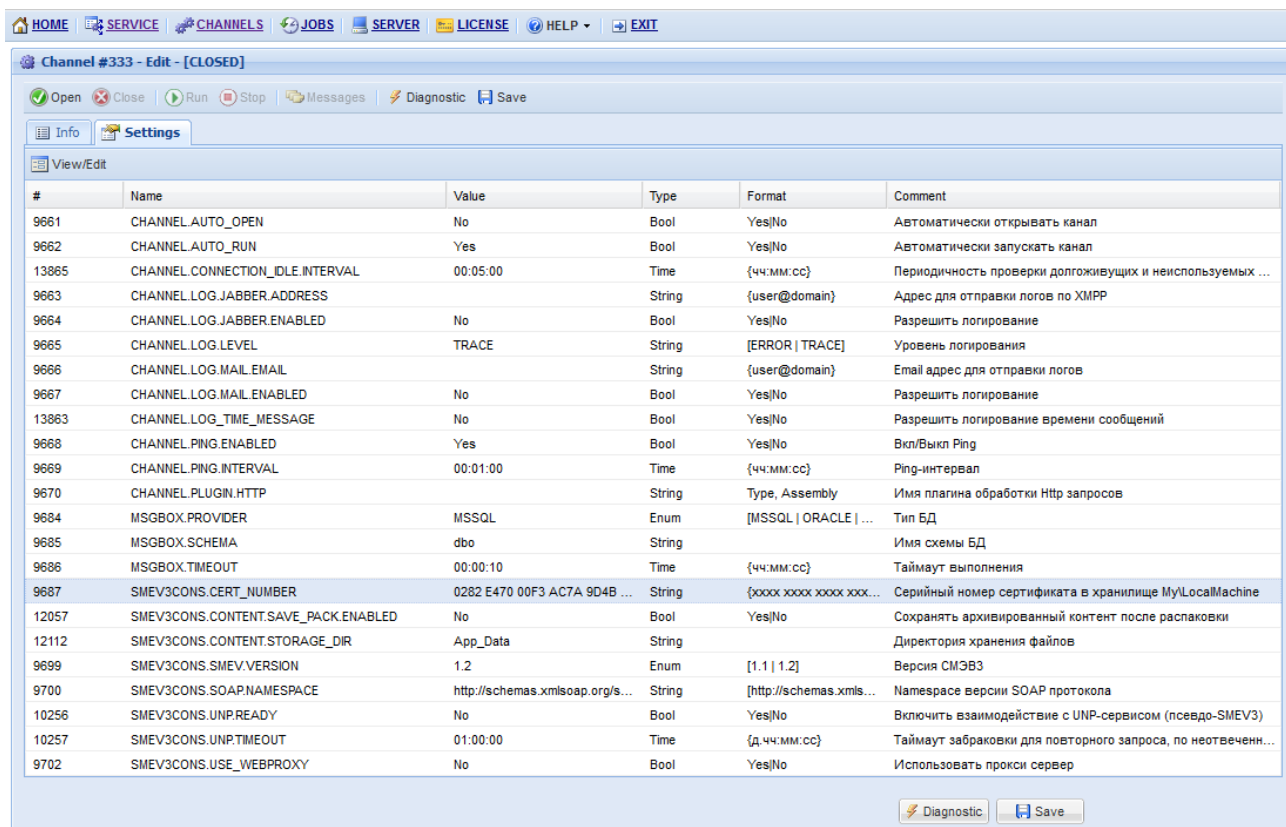 HOME SERVICE CHANNELS JOBS SERVER LICENSE HELP EXIT
Channel #333 - Edit - [CLOSED]
Open Close Run Stop Messages Diagnostic Save
Info Settings
View/Edit
# Name Value Type Format Comment
9661 CHANNEL.AUTO_OPEN No Bool Yes|No Автоматически открывать канал
9662 CHANNEL.AUTO_RUN Yes Bool Yes|No Автоматически запускать канал
13865 CHANNEL.CONNECTION_IDLE.INTERVAL 00:05:00 Time {чч:мм:сс} Периодичность проверки долгоживущих и неиспользуемых ...
9663 CHANNEL.LOG.JABBER.ADDRESS String {user@domain} Адрес для отправки логов по XMPP
9664 CHANNEL.LOG.JABBER.ENABLED No Bool Yes|No Разрешить логирование
9665 CHANNEL.LOG.LEVEL TRACE String [ERROR | TRACE] Уровень логирования
9666 CHANNEL.LOG.MAIL.EMAIL String {user@domain} Email адрес для отправки логов
9667 CHANNEL.LOG.MAIL.ENABLED No Bool Yes|No Разрешить логирование
13863 CHANNEL.LOG_TIME_MESSAGE No Bool Yes|No Разрешить логирование времени сообщений
9668 CHANNEL.PING.ENABLED Yes Bool Yes|No Вкл/Выкл Ping
9669 CHANNEL.PING.INTERVAL 00:01:00 Time {чч:мм:сс} Ping-интервал
9670 CHANNEL.PLUGIN.HTTP String Type, Assembly Имя плагина обработки Http запросов
9684 MSGBOX.PROVIDER MSSQL Enum [MSSQL | ORACLE | ... Тип БД
9685 MSGBOX.SCHEMA dbo String Имя схемы БД
9686 MSGBOX.TIMEOUT 00:00:10 Time {чч:мм:сс} Таймаут выполнения
9687 SMEV3CONS.CERT_NUMBER 0282 E470 00F3 AC7A 9D4B ... String {xxxx xxxx xxxx xxx... Серийный номер сертификата в хранилище My\LocalMachine
12057 SMEV3CONS.CONTENT.SAVE_PACK.ENABLED No Bool Yes|No Сохранять архивированный контент после распаковки
12112 SMEV3CONS.CONTENT.STORAGE_DIR App_Data String Директория хранения файлов
9699 SMEV3CONS.SMEV.VERSION 1.2 Enum [1.1 | 1.2] Версия СМЭВ3
9700 SMEV3CONS.SOAP.NAMESPACE http://schemas.xmlsoap.org/s... String [http://schemas.xmls... Namespace версии SOAP протокола
10256 SMEV3CONS.UNP.READY No Bool Yes|No Включить взаимодействие с UNP-сервисом (псевдо-SMEV3)
10257 SMEV3CONS.UNP.TIMEOUT 01:00:00 Time {д.чч:мм:сс} Таймаут забраковки для повторного запроса, по неотвеченн...
9702 SMEV3CONS.USE_WEBPROXY No Bool Yes|No Использовать прокси сервер
Diagnostic Save